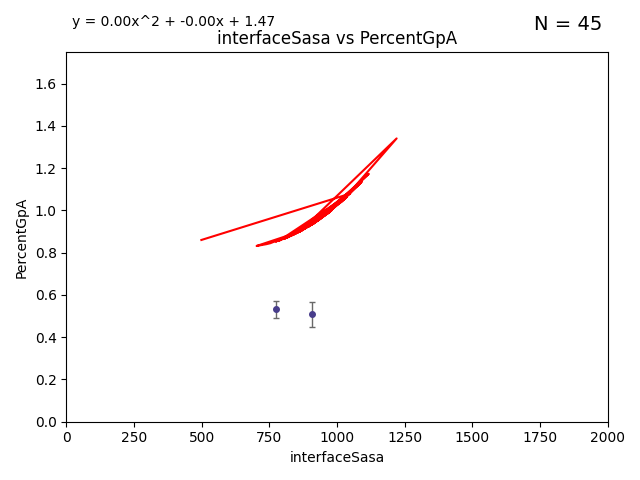 y = 0.00x^2 + -0.00x + 1.47
N = 45
interfaceSasa vs PercentGpA
1.6
1.4
1.2
1.0
0.8
0.6
0.4
0.2
0.0
PercentGpA
0 250 500 750 1000 1250 1500 1750 2000
interfaceSasa